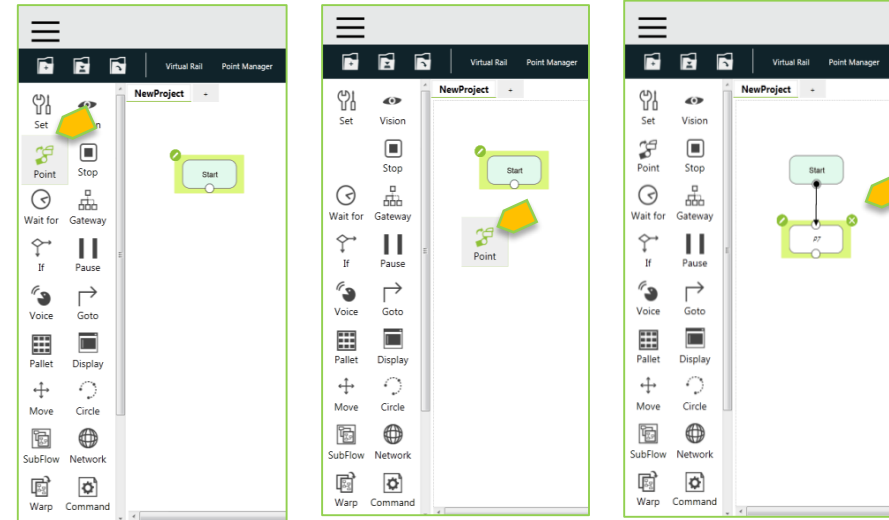 Virtual Rail Point Manager
NewProject +
Set Vision
Point Stop
Wait for Gateway
If Pause
Voice Goto
Pallet Display
Move Circle
SubFlow Network
Warp Command
Start
Virtual Rail Point Manager
NewProject +
Set Vision
Stop
Wait for Gateway
If Pause
Voice Goto
Pallet Display
Move Circle
SubFlow Network
Warp Command
Start
Point
Virtual Rail Point Manager
NewProject +
Set Vision
Point Stop
Wait for Gateway
If Pause
Voice Goto
Pallet Display
Move Circle
SubFlow Network
Warp Command
Start